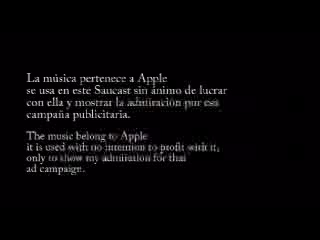 La música pertenece a Apple
se usa en este Saucast sin ánimo de lucrar
con ella y mostrar la admiración por esa
campaña publicitaria.
The music belong to Apple
it is used with no intention to profit with it,
only to show my admiration for that
ad campaign.